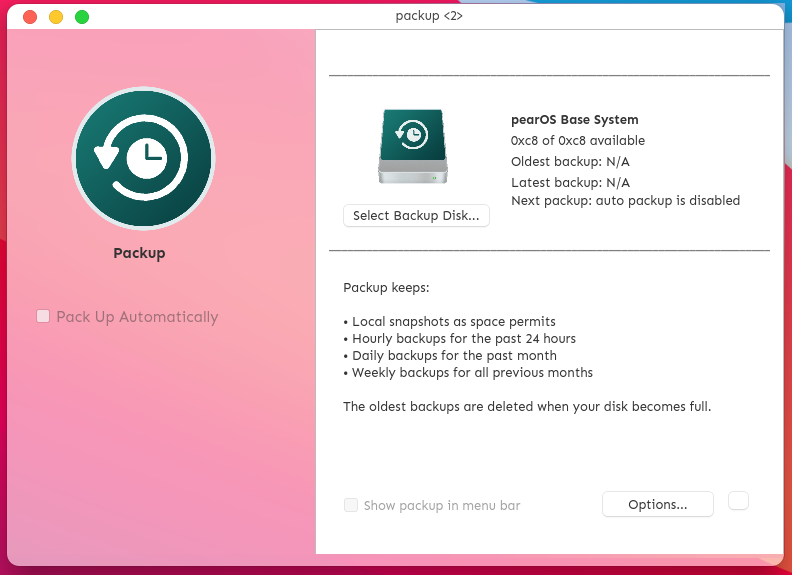 packup <2>
Packup
Pack Up Automatically
pearOS Base System
0xc8 of 0xc8 available
Oldest backup: N/A
Latest backup: N/A
Next packup: auto packup is disabled
Select Backup Disk...
Packup keeps:
• Local snapshots as space permits
• Hourly backups for the past 24 hours
• Daily backups for the past month
• Weekly backups for all previous months
The oldest backups are deleted when your disk becomes full.
Show packup in menu bar
Options...